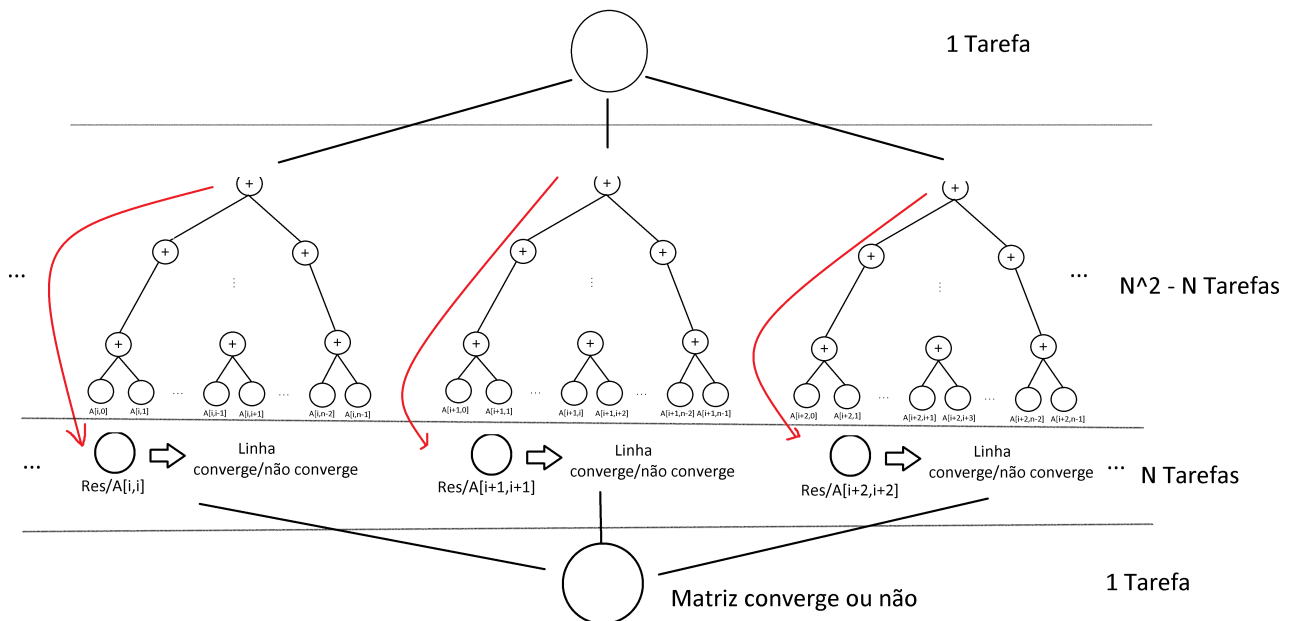 1 Tarefa
+ + +
+ + + + + +
... ⋮ ⋮ ⋮ ...
N^2 - N Tarefas
+ + + + + + + + +
... ... ... ... ... ...
A[i,0] A[i,1] A[i,i-1] A[i,i+1] A[i,n-2] A[i,n-1] A[i+1,0] A[i+1,1] A[i+1,i] A[i+1,i+2] A[i+1,n-2] A[i+1,n-1] A[i+2,0] A[i+2,1] A[i+2,i+1] A[i+2,i+3] A[i+2,n-2] A[i+2,n-1]
...
Res/A[i,i]
Linha
converge/não converge
Res/A[i+1,i+1]
Linha
converge/não converge
Res/A[i+2,i+2]
Linha
converge/não converge
...
N Tarefas
Matriz converge ou não
1 Tarefa